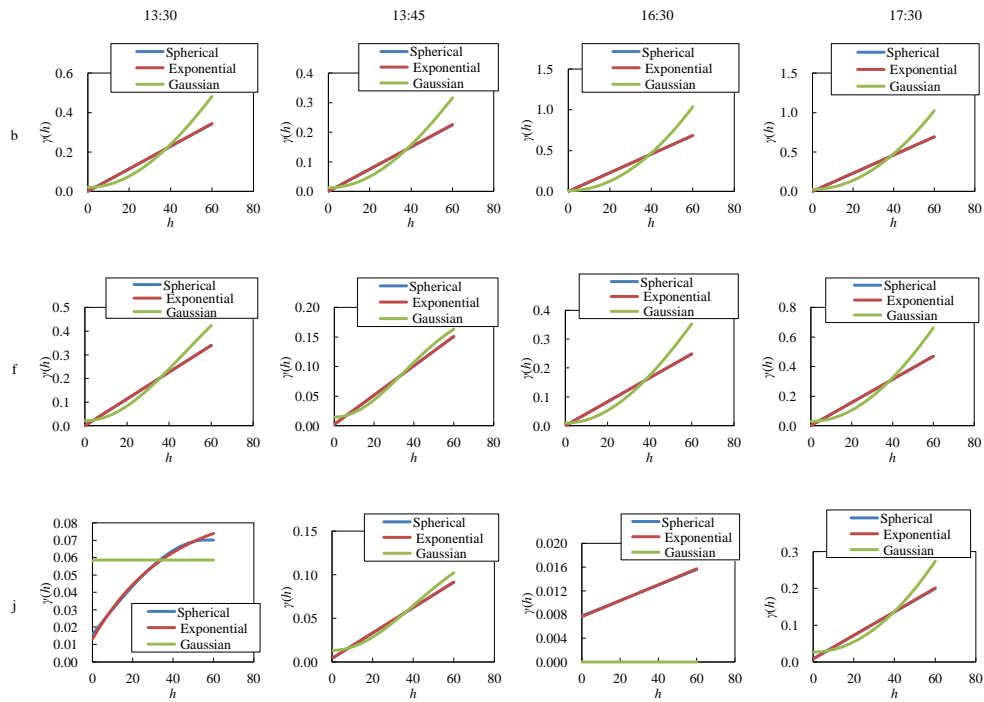 13:30 13:45 16:30 17:30
b
Spherical
Exponential
Gaussian
0.6
0.4
0.2
0.0
γ(h)
0 20 40 60 80
h
Spherical
Exponential
Gaussian
0.4
0.3
0.2
0.1
0.0
γ(h)
0 20 40 60 80
h
Spherical
Exponential
Gaussian
1.5
1.0
0.5
0.0
γ(h)
0 20 40 60 80
h
Spherical
Exponential
Gaussian
1.5
1.0
0.5
0.0
γ(h)
0 20 40 60 80
h
f
Spherical
Exponential
Gaussian
0.5
0.4
0.3
0.2
0.1
0.0
γ(h)
0 20 40 60 80
h
Spherical
Exponential
Gaussian
0.20
0.15
0.10
0.05
0.00
γ(h)
0 20 40 60 80
h
Spherical
Exponential
Gaussian
0.4
0.3
0.2
0.1
0.0
γ(h)
0 20 40 60 80
h
Spherical
Exponential
Gaussian
0.8
0.6
0.4
0.2
0.0
γ(h)
0 20 40 60 80
h
j
0.08
0.07
0.06
0.05
0.04
0.03
0.02
0.01
0.00
γ(h)
Spherical
Exponential
Gaussian
0 20 40 60 80
h
Spherical
Exponential
Gaussian
0.15
0.10
0.05
0.00
γ(h)
0 20 40 60 80
h
Spherical
Exponential
Gaussian
0.020
0.016
0.012
0.008
0.004
0.000
γ(h)
0 20 40 60 80
h
Spherical
Exponential
Gaussian
0.3
0.2
0.1
0.0
γ(h)
0 20 40 60 80
h